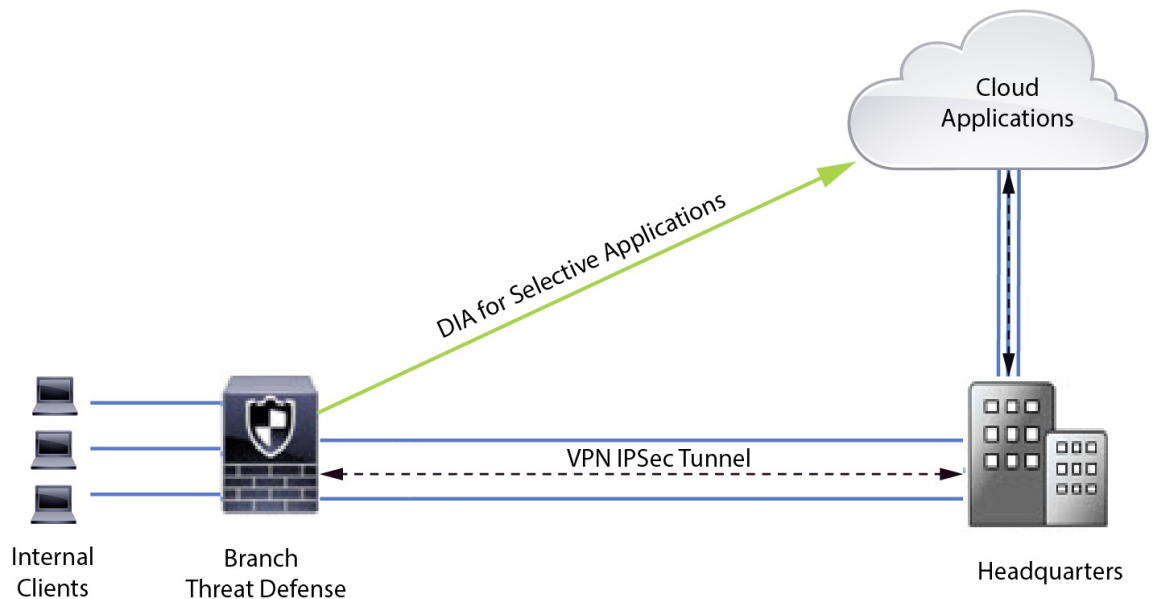 Cloud
Applications
DIA for Selective Applications
VPN IPSec Tunnel
Internal
Clients
Branch
Threat Defense
Headquarters